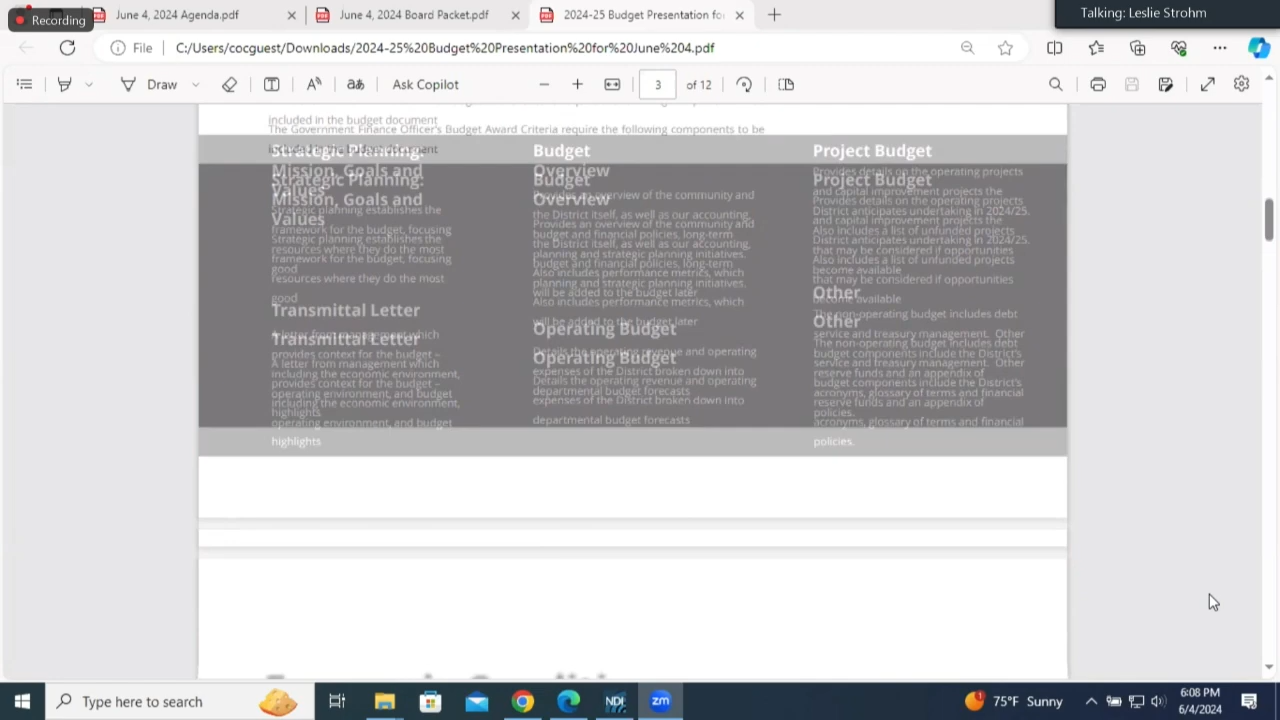 Recording
June 4, 2024 Agenda.pdf
June 4, 2024 Board Packet.pdf
2024-25 Budget Presentation fo
Talking: Leslie Strohm
File
C:/Users/cocguest/Downloads/2024-25%20Budget%20Presentation%20for%20June%204.pdf
Draw
Ask Copilot
3
of 12
included in the budget document
The Government Finance Officer's Budget Award Criteria require the following components to be
included in the budget document
Strategic Planning:
Mission, Goals and
Values
Strategic planning establishes the
framework for the budget, focusing
resources where they do the most
good
Transmittal Letter
A letter from management which
provides context for the budget –
including the economic environment,
operating environment, and budget
highlights
Budget
Overview
Provides an overview of the community and
the District itself, as well as our accounting,
budget and financial policies, long-term
planning and strategic planning initiatives.
Also includes performance metrics, which
will be added to the budget later
Operating Budget
Details the operating revenue and operating
expenses of the District broken down into
departmental budget forecasts
Project Budget
Provides details on the operating projects
and capital improvement projects the
District anticipates undertaking in 2024/25.
Also includes a list of unfunded projects
that may be considered if opportunities
become available
Other
The non-operating budget includes debt
service and treasury management. Other
budget components include the District's
reserve funds and an appendix of
acronyms, glossary of terms and financial
policies.
Type here to search
NDI
zm
75°F Sunny
6:08 PM
6/4/2024